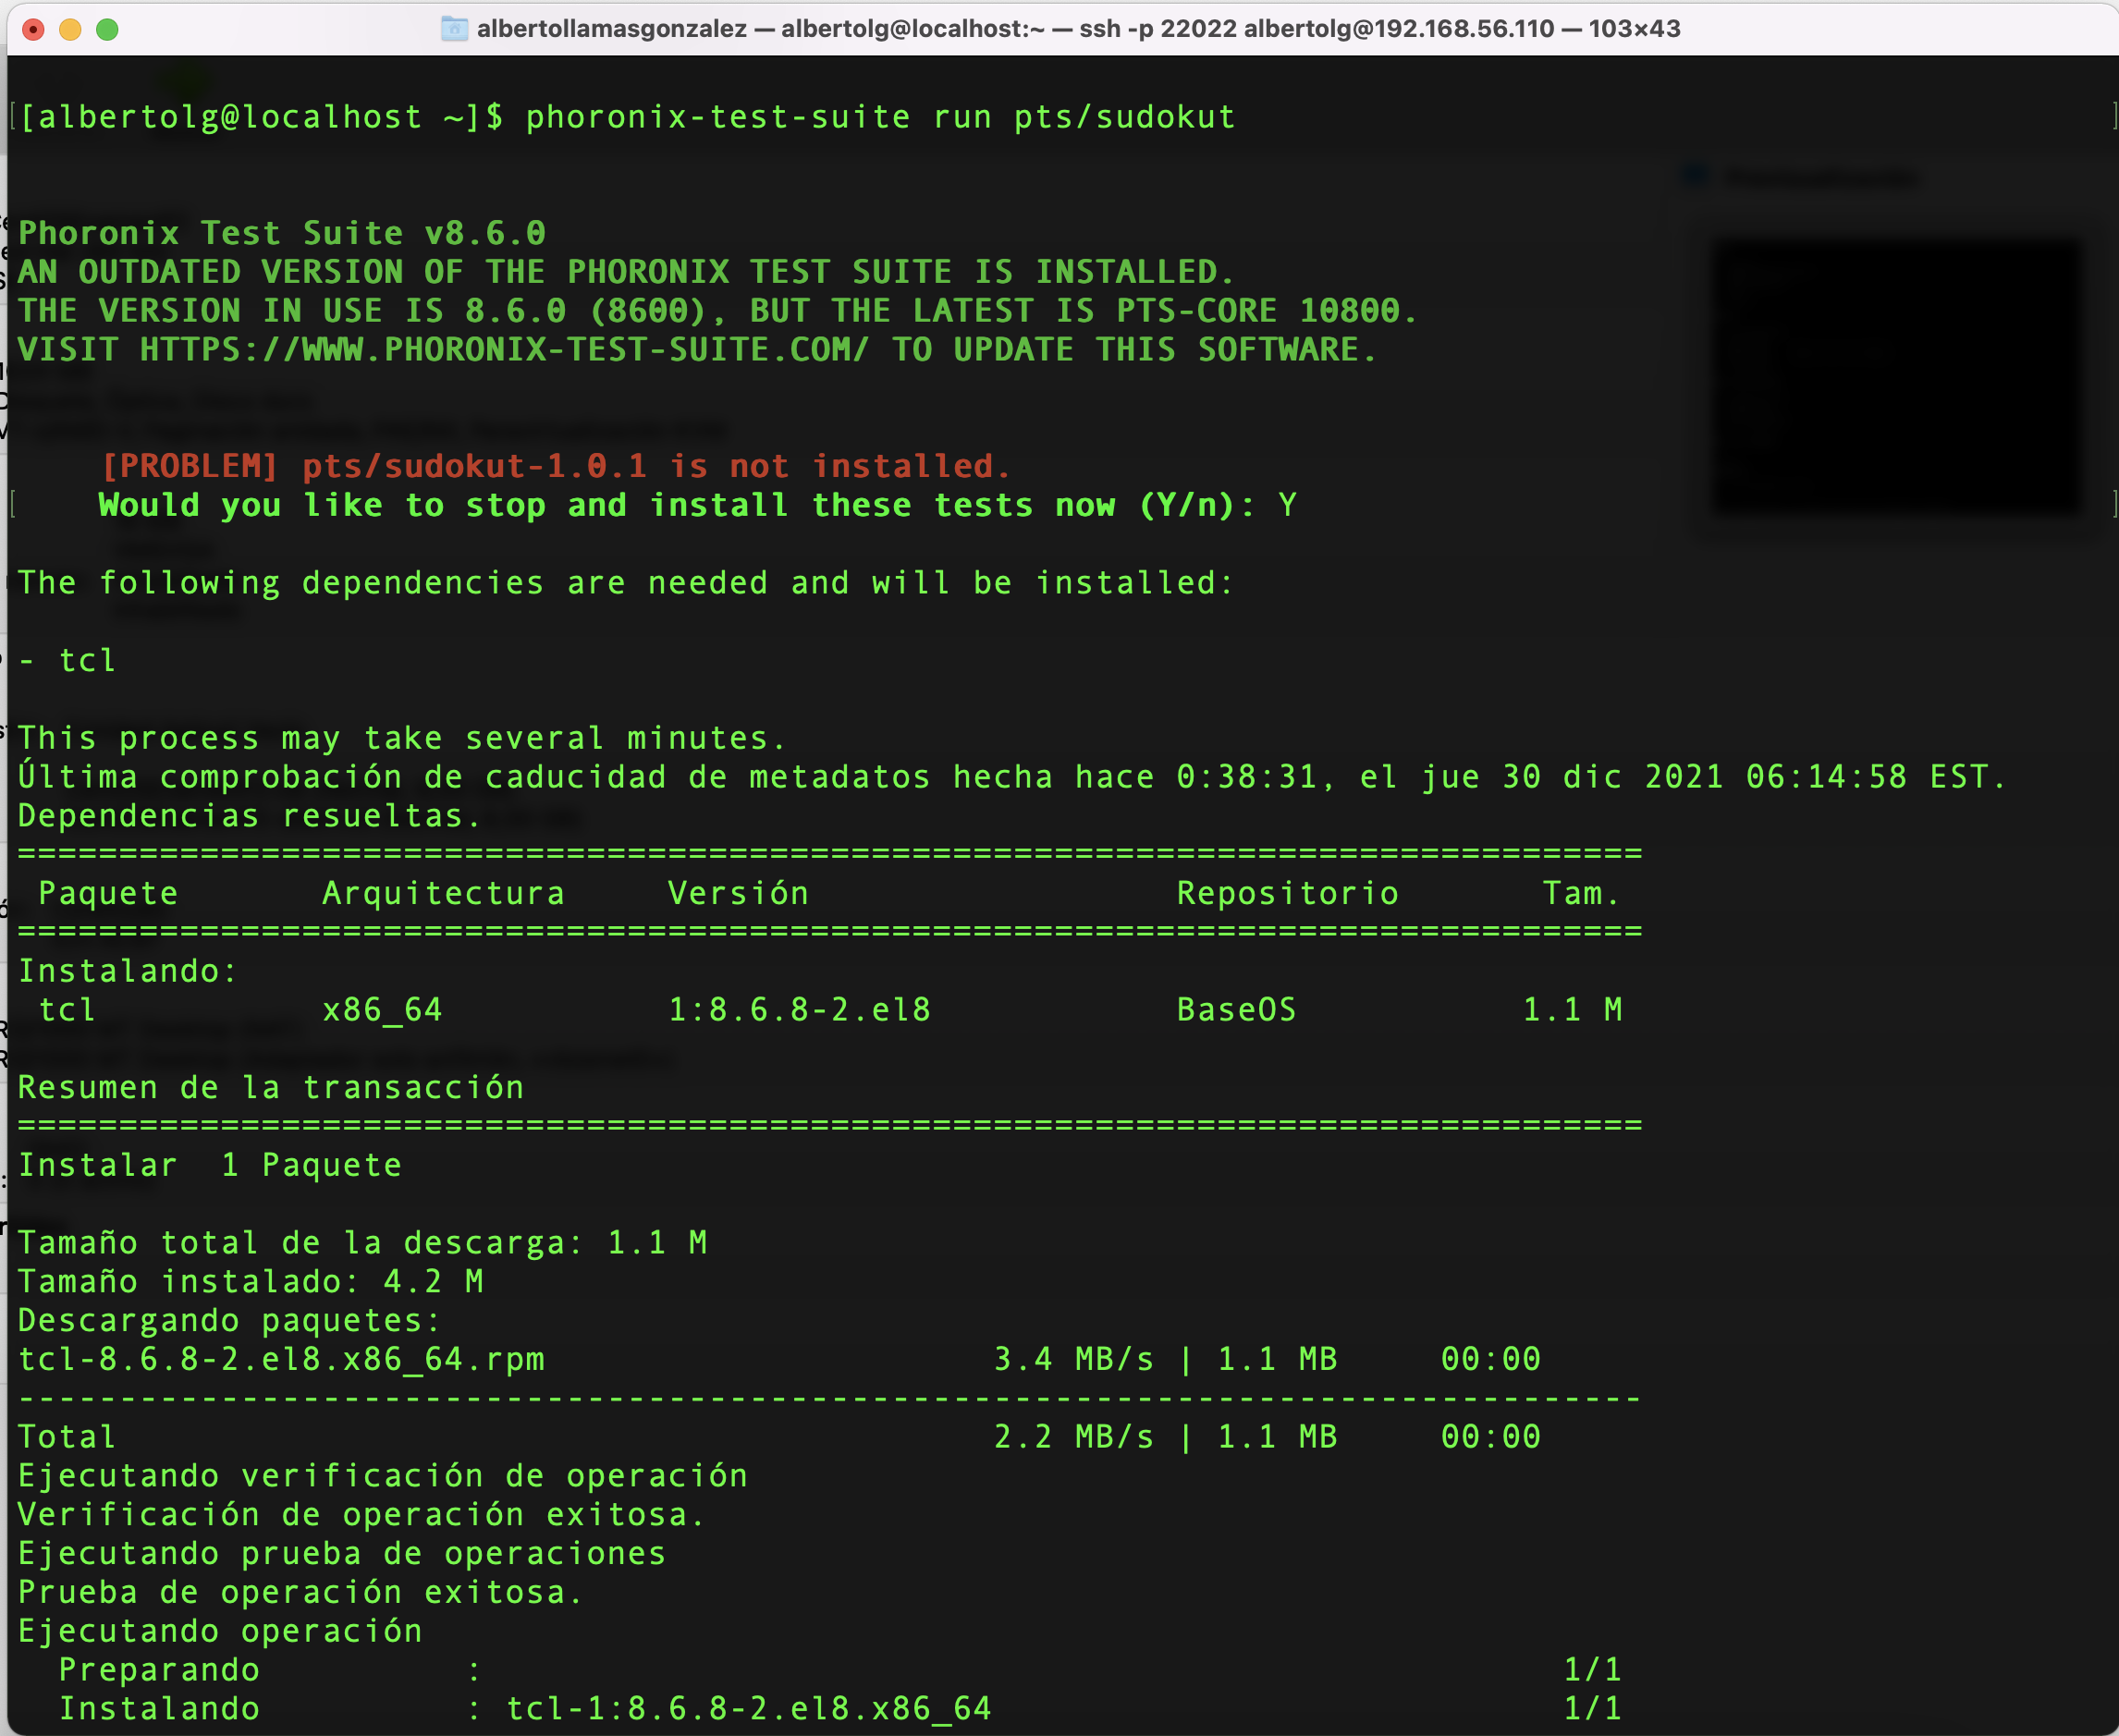 albertollamasgonzalez — albertolg@localhost:~ — ssh -p 22022 albertolg@192.168.56.110 — 103×43
[[albertolg@localhost ~]$ phoronix-test-suite run pts/sudokut ]
Phoronix Test Suite v8.6.0
AN OUTDATED VERSION OF THE PHORONIX TEST SUITE IS INSTALLED.
THE VERSION IN USE IS 8.6.0 (8600), BUT THE LATEST IS PTS-CORE 10800.
VISIT HTTPS://WWW.PHORONIX-TEST-SUITE.COM/ TO UPDATE THIS SOFTWARE.
[PROBLEM] pts/sudokut-1.0.1 is not installed.
[ Would you like to stop and install these tests now (Y/n): Y ]
The following dependencies are needed and will be installed:
- tcl
This process may take several minutes.
Última comprobación de caducidad de metadatos hecha hace 0:38:31, el jue 30 dic 2021 06:14:58 EST.
Dependencias resueltas.
================================================================================
Paquete Arquitectura Versión Repositorio Tam.
================================================================================
Instalando:
tcl x86_64 1:8.6.8-2.el8 BaseOS 1.1 M
Resumen de la transacción
================================================================================
Instalar 1 Paquete
Tamaño total de la descarga: 1.1 M
Tamaño instalado: 4.2 M
Descargando paquetes:
tcl-8.6.8-2.el8.x86_64.rpm 3.4 MB/s | 1.1 MB 00:00
--------------------------------------------------------------------------------
Total 2.2 MB/s | 1.1 MB 00:00
Ejecutando verificación de operación
Verificación de operación exitosa.
Ejecutando prueba de operaciones
Prueba de operación exitosa.
Ejecutando operación
Preparando : 1/1
Instalando : tcl-1:8.6.8-2.el8.x86_64 1/1